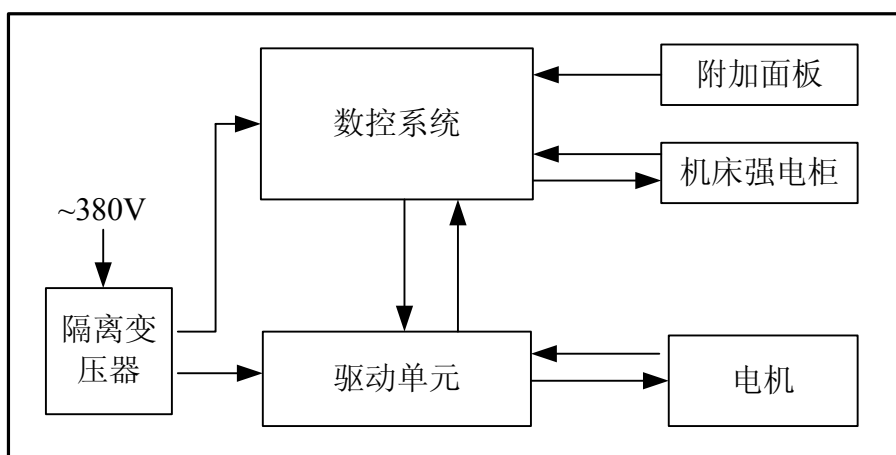 数控系统
附加面板
机床强电柜
~380V
隔离变
压器
驱动单元
电机